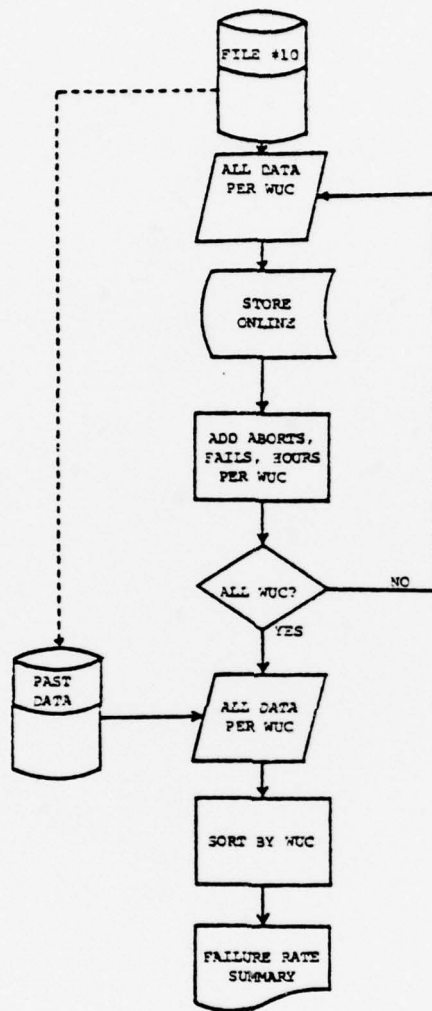 FILE #10
ALL DATA
PER WUC
STORE
ONLINE
ADD ABORTS,
FAILS, HOURS
PER WUC
ALL WUC?
NO
YES
PAST
DATA
ALL DATA
PER WUC
SORT BY WUC
FAILURE RATE
SUMMARY